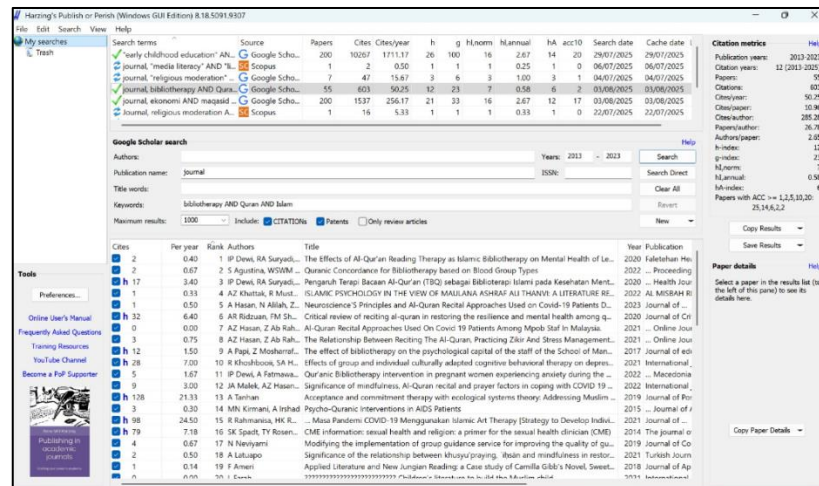 Harzing's Publish or Perish (Windows GUI Edition) 8.18.5091.9307
File Edit Search View Help
My searches
Trash
Search terms Source Papers Cites Cites/year h g hI,norm hI,annual hA acc10 Search date Cache date
"early childhood education" AN... Google Scho... 200 10267 1711.17 26 100 16 2.67 14 20 29/07/2025 29/07/2025
journal, "media literacy" AND "li... Scopus 1 2 0.50 1 1 1 0.25 1 0 06/07/2025 06/07/2025
journal, "religious moderation" ... Google Scho... 7 47 15.67 3 6 3 1.00 3 1 04/07/2025 04/07/2025
journal, bibliotherapy AND Qura... Google Scho... 55 603 50.25 12 23 7 0.58 6 2 03/08/2025 03/08/2025
journal, ekonomi AND maqasid ... Google Scho... 200 1537 256.17 21 33 16 2.67 12 17 03/08/2025 03/08/2025
Journal, religious moderation A... Scopus 1 16 5.33 1 1 1 0.33 1 0 22/07/2025 22/07/2025
Google Scholar search Help
Authors: Years: 2013 - 2023 Search
Publication name: journal ISSN: Search Direct
Title words: Clear All
Keywords: bibliotherapy AND Quran AND Islam Revert
Maximum results: 1000 Include: CITATIONs Patents Only review articles New
Cites Per year Rank Authors Title Year Publication
2 0.40 1 IP Dewi, RA Suryadi,... The Effects of Al-Qur'an Reading Therapy as Islamic Bibliotherapy on Mental Health of Le... 2020 Faletehan He
2 0.67 2 S Agustina, WSWM ... Quranic Concordance for Bibliotherapy based on Blood Group Types 2022 ... Proceeding
h 17 3.40 3 IP Dewi, RA Suryadi,... Pengaruh Terapi Bacaan Al-Qur'an (TBQ) sebagai Biblioterapi Islami pada Kesehatan Ment... 2020 ... Health Jou
1 0.33 4 AZ Khattak, R Must... ISLAMIC PSYCHOLOGY IN THE VIEW OF MAULANA ASHRAF ALI THANVI: A LITERATURE RE... 2022 AL MISBAH R
1 0.50 5 A Hasan, N Alilah, Z... Neuroscience'S Principles and Al-Quran Recital Approaches Used on Covid-19 Patients D... 2023 Journal of ...
h 32 6.40 6 AR Ridzuan, FM Sh... Critical review of reciting al-quran in restoring the resilience and mental health among q... 2020 Journal of Cri
0 0.00 7 AZ Hasan, Z Ab Rah... Al-Quran Recital Approaches Used On Covid 19 Patients Among Mpob Staf In Malaysia. 2021 ... Online Jou
3 0.75 8 AZ Hasan, Z Ab Rah... The Relationship Between Reciting The Al-Quran, Practicing Zikir And Stress Management... 2021 ... Online Jou
h 12 1.50 9 A Papi, Z Mosharraf... The effect of bibliotherapy on the psychological capital of the staff of the School of Man... 2017 Journal of edu
h 28 7.00 10 R Khoshbooii, SA H... Effects of group and individual culturally adapted cognitive behavioral therapy on depres... 2021 International
5 1.67 11 IP Dewi, A Fatmawa... Qur'anic Bibliotherapy intervention in pregnant women experiencing anxiety during the ... 2022 ... Macedonia
9 3.00 12 JA Malek, AZ Hasan... Significance of mindfulness, Al-Quran recital and prayer factors in coping with COVID 19 ... 2022 International
h 128 21.33 13 A Tanhan Acceptance and commitment therapy with ecological systems theory: Addressing Muslim ... 2019 Journal of Pos
3 0.30 14 MN Kirmani, A Irshad Psycho-Quranic Interventions in AIDS Patients 2015 ... Journal of
h 98 24.50 15 R Rahmanisa, HK R... ... Masa Pandemi COVID-19 Menggunakan Islamic Art Therapy [Strategy to Develop Indivi... 2021 Journal of ...
h 79 7.18 16 SK Spadt, TY Rosen... CME information: sexual health and religion: a primer for the sexual health clinician (CME) 2014 The journal o
4 0.67 17 N Neviyarni Modifying the implementation of group guidance service for improving the quality of gu... 2019 Journal of Co
2 0.50 18 A Latuapo Significance of the relationship between khusyu'praying, 'ihsan and mindfulness in restor... 2021 Turkish Journ
1 0.14 19 F Ameri Applied Literature and New Jungian Reading: a Case study of Camilla Gibb's Novel, Sweet... 2018 Journal of Ap
Tools
Preferences...
Online User's Manual
Frequently Asked Questions
Training Resources
YouTube Channel
Become a PoP Supporter
Publishing in academic journals
Citation metrics Help
Publication years: 2013-2023
Citation years: 12 (2013-2025)
Papers: 55
Citations: 603
Cites/year: 50.25
Cites/paper: 10.96
Cites/author: 285.28
Papers/author: 26.78
Authors/paper: 2.65
h-index: 12
g-index: 23
hI,norm: 7
hI,annual: 0.58
hA-index: 6
Papers with ACC >= 1,2,5,10,20:
25,14,6,2,2
Copy Results
Save Results
Paper details Help
Select a paper in the results list (to
the left of this pane) to see its
details here.
Copy Paper Details